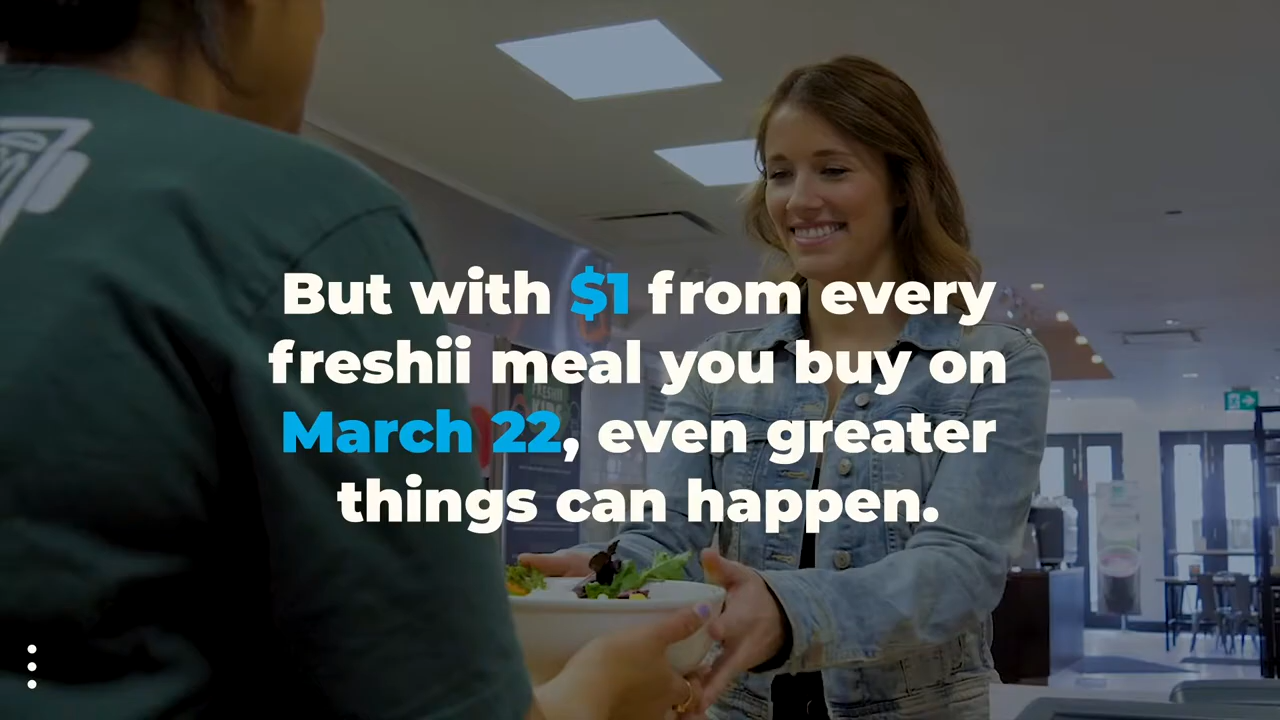 But with $1 from every
freshii meal you buy on
March 22, even greater
things can happen.